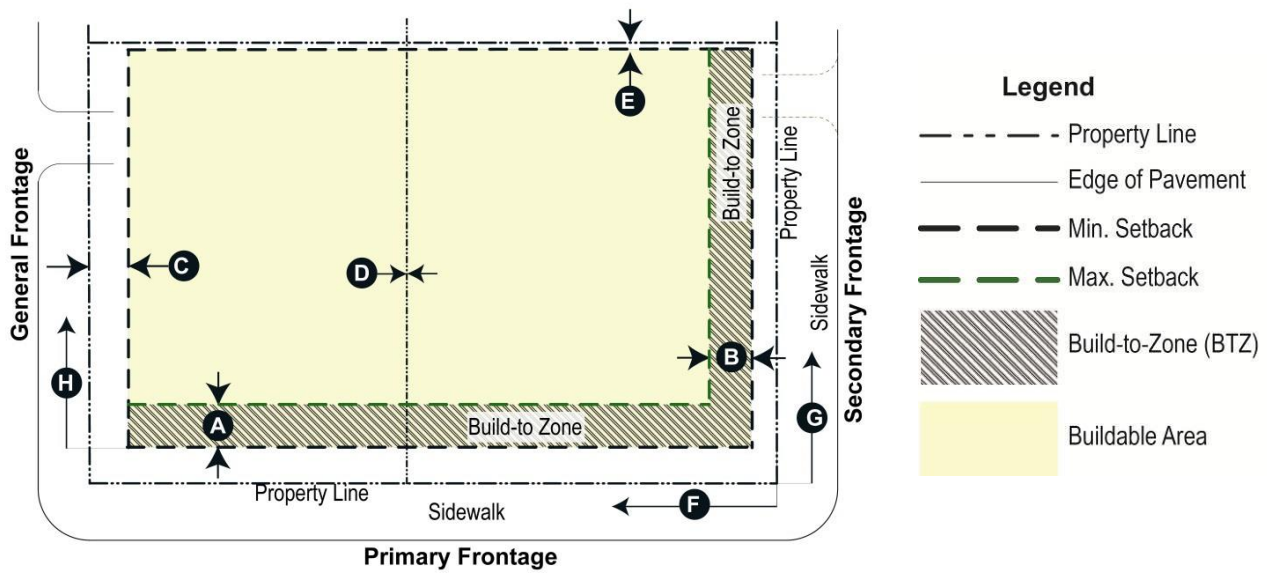 E
Build-to Zone
Property Line
General Frontage
C
D
Sidewalk
Secondary Frontage
B
H
A
Build-to Zone
G
Property Line
F
Sidewalk
Primary Frontage
Legend
Property Line
Edge of Pavement
Min. Setback
Max. Setback
Build-to-Zone (BTZ)
Buildable Area